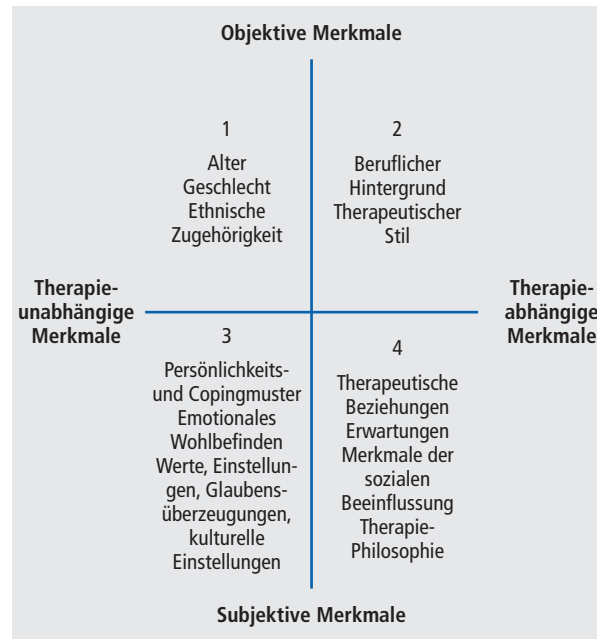 Objektive Merkmale
1
Alter
Geschlecht
Ethnische
Zugehörigkeit
2
Beruflicher
Hintergrund
Therapeutischer
Stil
Therapie-
unabhängige
Merkmale
Therapie-
abhängige
Merkmale
3
Persönlichkeits-
und Copingmuster
Emotionales
Wohlbefinden
Werte, Einstellun-
gen, Glaubens-
überzeugungen,
kulturelle
Einstellungen
4
Therapeutische
Beziehungen
Erwartungen
Merkmale der
sozialen
Beeinflussung
Therapie-
Philosophie
Subjektive Merkmale